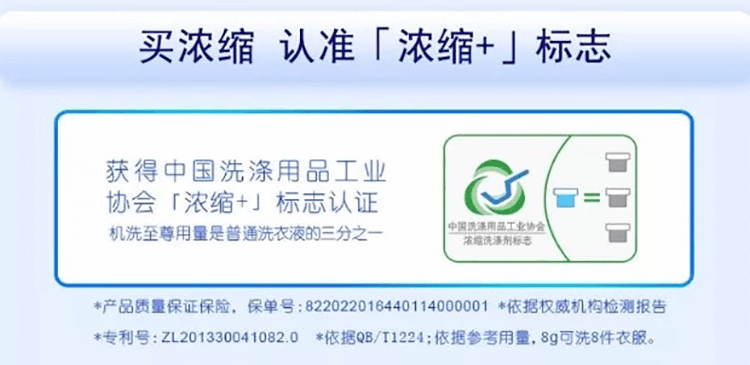 买浓缩 认准「浓缩+」标志
获得中国洗涤用品工业
协会「浓缩+」标志认证
机洗至尊用量是普通洗衣液的三分之一
中国洗涤用品工业协会
浓缩洗涤剂标志
=
*产品质量保证保险，保单号:822022016440114000001 *依据权威机构检测报告
*专利号:ZL201330041082.0 *依据QB/T1224;依据参考用量,8g可洗8件衣服。